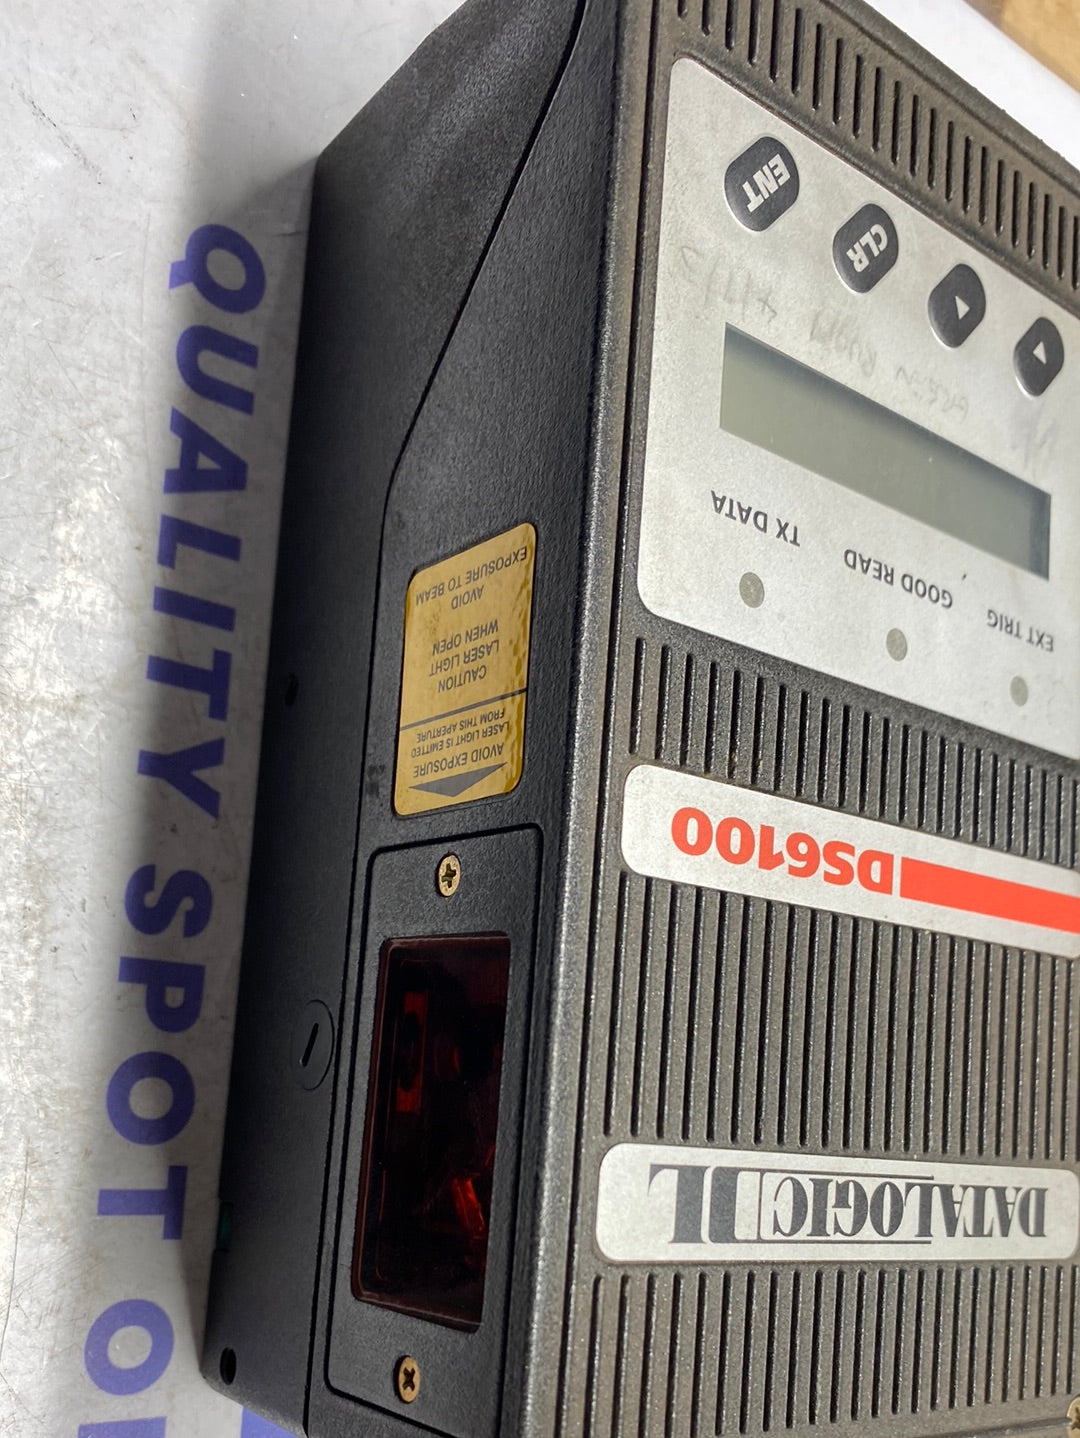 DATALOGIC DL
DS6100
EXT TRIG
GOOD READ
TX DATA
CLR
ENT
AVOID EXPOSURE
LASER LIGHT IS EMITTED
FROM THIS APERTURE
CAUTION
LASER LIGHT
WHEN OPEN
AVOID
EXPOSURE TO BEAM
QUALITY SPOT